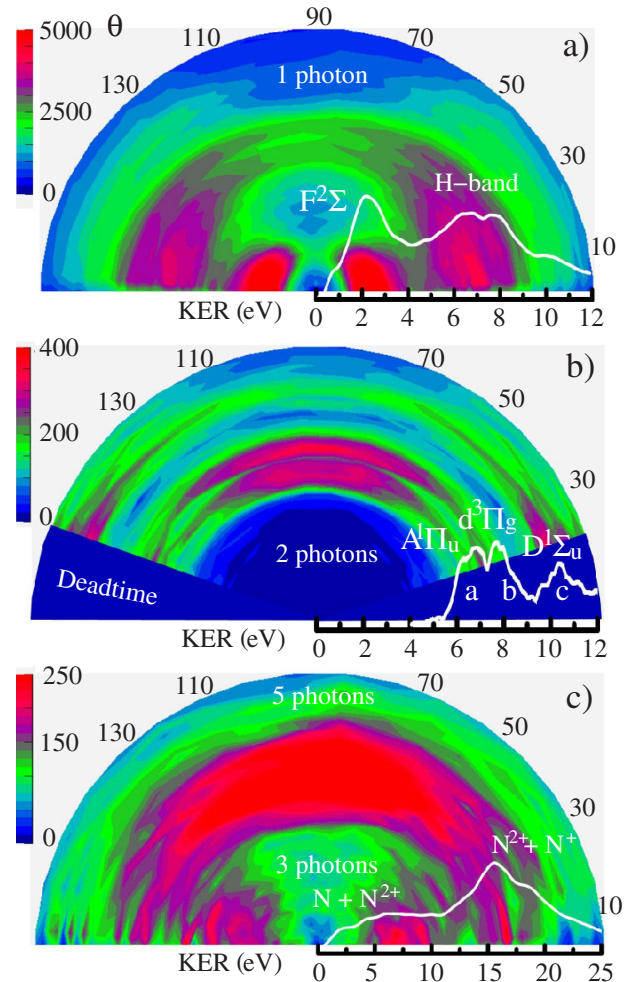 5000
2500
0
θ
130
110
90
70
50
30
10
a)
1 photon
F²Σ
H−band
KER (eV)
0 2 4 6 8 10 12
400
200
0
130
110
70
50
30
b)
2 photons
Deadtime
A¹Πu
d³Πg
D¹Σu
a b c
KER (eV)
0 2 4 6 8 10 12
250
150
0
130
110
70
50
30
10
c)
5 photons
3 photons
N + N²⁺
N²⁺+ N⁺
KER (eV)
0 5 10 15 20 25